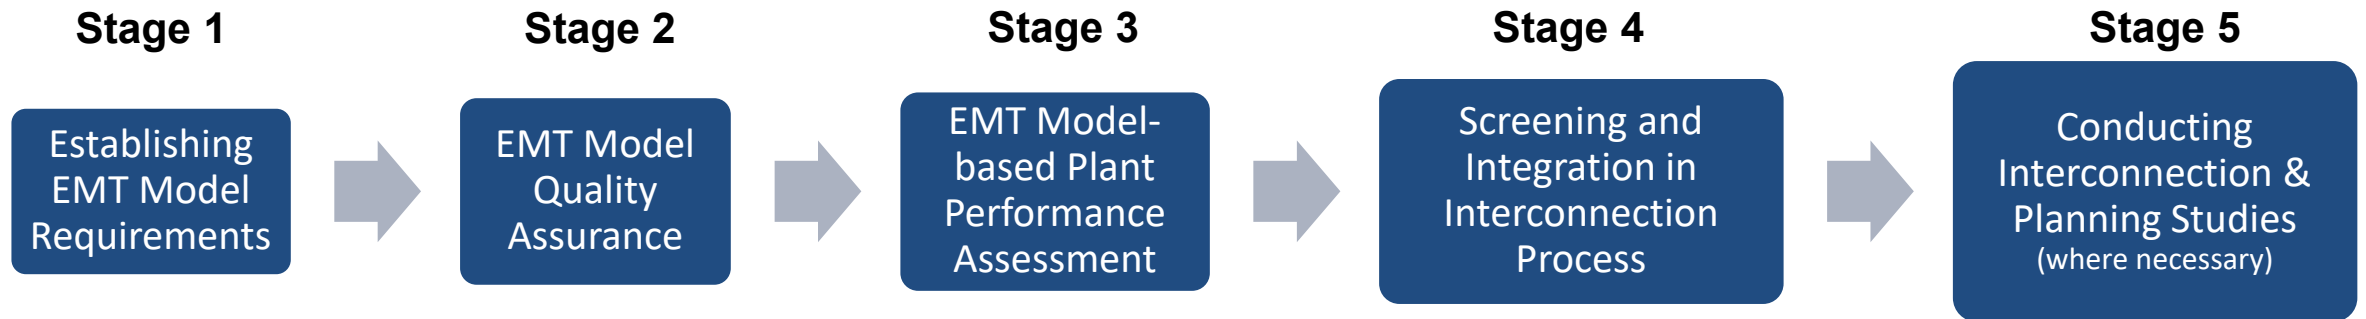 Stage 1
Stage 2
Stage 3
Stage 4
Stage 5
Establishing
EMT Model
Requirements
EMT Model
Quality
Assurance
EMT Model-
based Plant
Performance
Assessment
Screening and
Integration in
Interconnection
Process
Conducting
Interconnection &
Planning Studies
(where necessary)